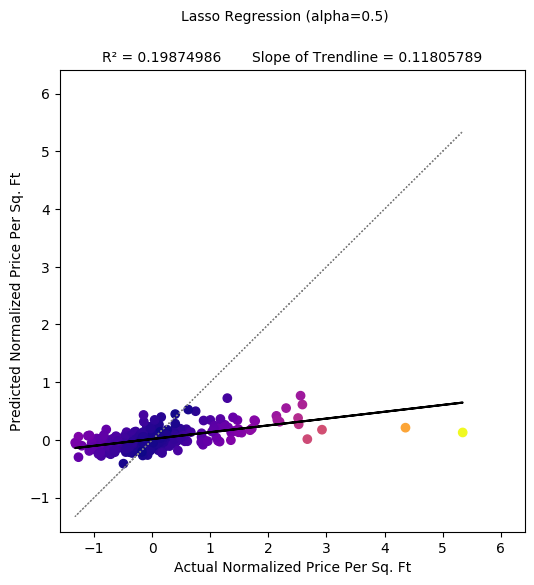 Lasso Regression (alpha=0.5)
R² = 0.19874986 Slope of Trendline = 0.11805789
6
5
4
3
2
1
0
−1
Predicted Normalized Price Per Sq. Ft
−1 0 1 2 3 4 5 6
Actual Normalized Price Per Sq. Ft